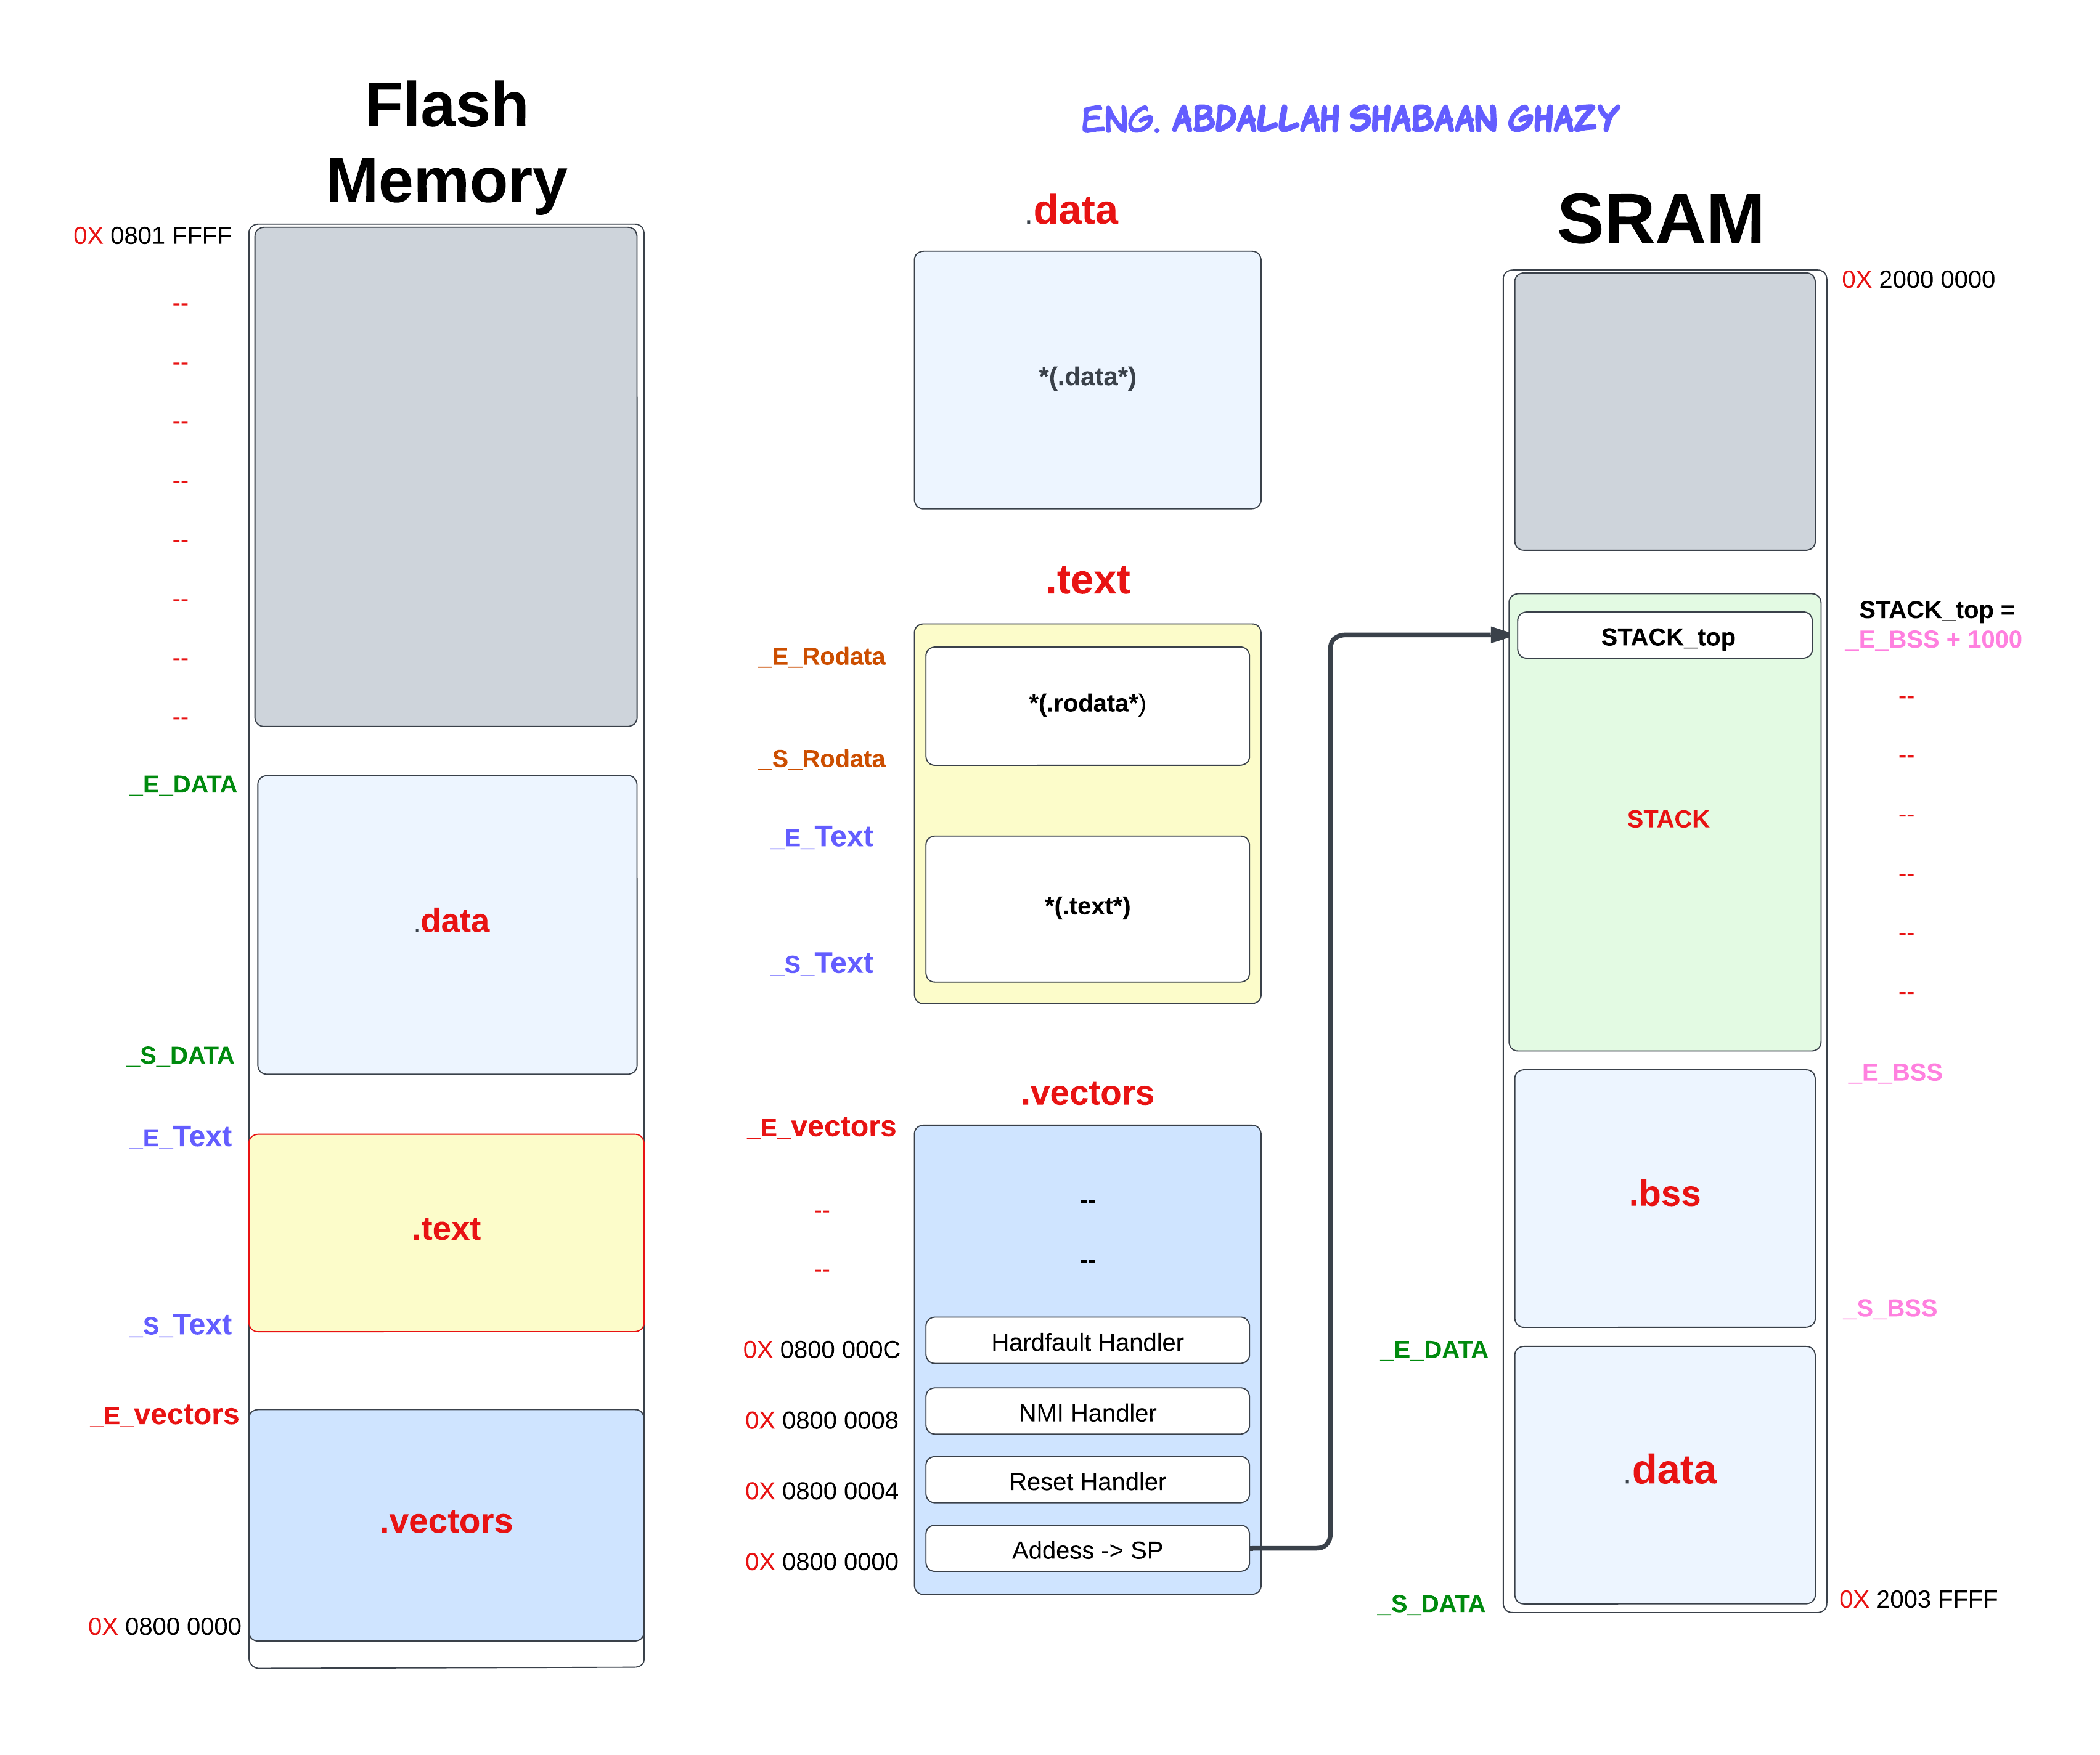 Flash
Memory
0X 0801 FFFF
--
--
--
--
--
--
--
--
_E_DATA
.data
_S_DATA
_E_Text
.text
_S_Text
_E_vectors
.vectors
0X 0800 0000
ENG. ABDALLAH SHABAAN GHAZY
.data
*(.data*)
.text
_E_Rodata
*(.rodata*)
_S_Rodata
_E_Text
*(.text*)
_S_Text
.vectors
_E_vectors
--
--
--
--
0X 0800 000C
Hardfault Handler
0X 0800 0008
NMI Handler
0X 0800 0004
Reset Handler
0X 0800 0000
Addess -> SP
SRAM
0X 2000 0000
STACK_top
STACK_top =
_E_BSS + 1000
--
--
--
--
--
--
STACK
_E_BSS
.bss
_S_BSS
_E_DATA
.data
_S_DATA
0X 2003 FFFF